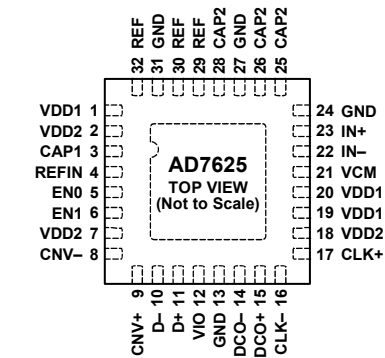 32 REF
31 GND
30 REF
29 REF
28 CAP2
27 GND
26 CAP2
25 CAP2
VDD1 1
VDD2 2
CAP1 3
REFIN 4
EN0 5
EN1 6
VDD2 7
CNV– 8
AD7625
TOP VIEW
(Not to Scale)
24 GND
23 IN+
22 IN–
21 VCM
20 VDD1
19 VDD1
18 VDD2
17 CLK+
CNV+ 9
D– 10
D+ 11
VIO 12
GND 13
DCO– 14
DCO+ 15
CLK– 16